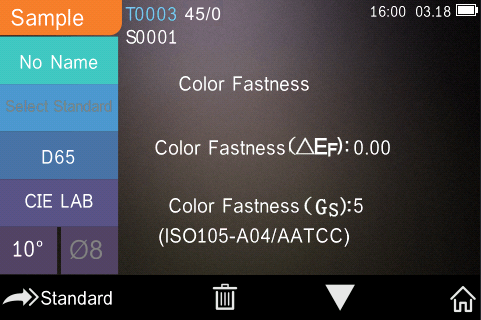 Sample
T0003 45/0
16:00 03.18
S0001
No Name
Select Standard
D65
CIE LAB
10° Ø8
Color Fastness
Color Fastness(△EF): 0.00
Color Fastness(GS):5
(ISO105-A04/AATCC)
Standard